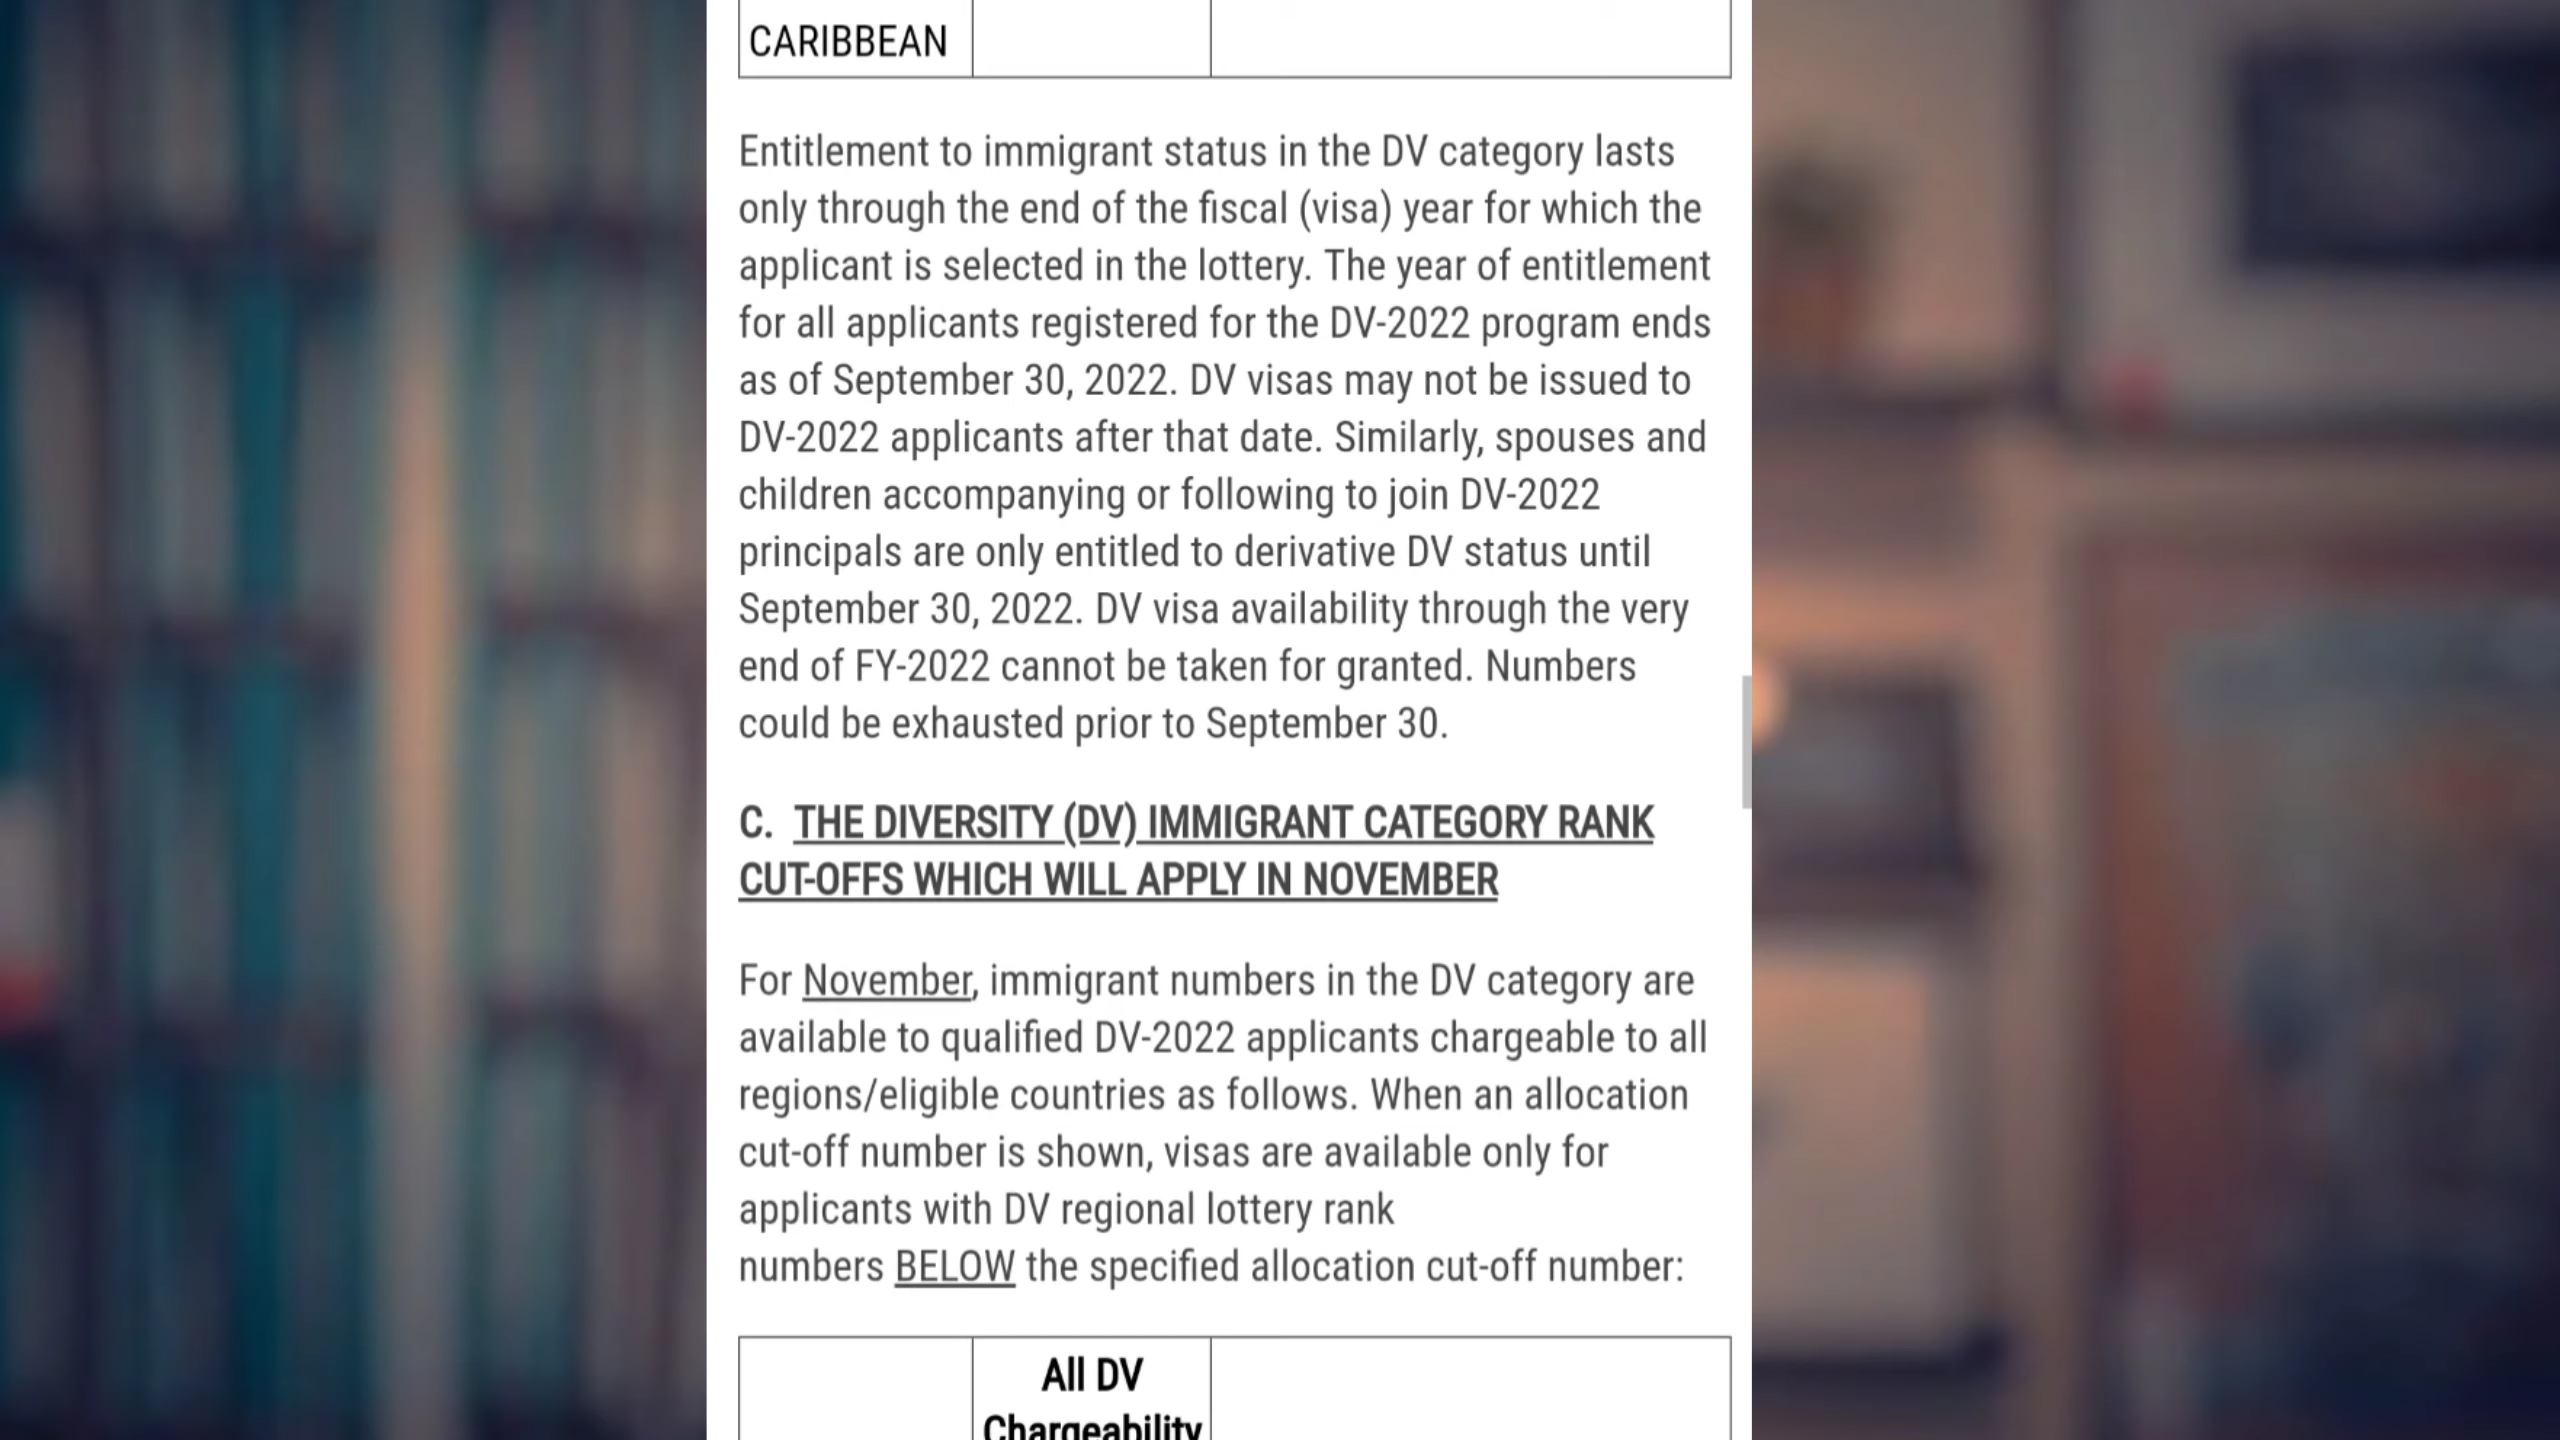 CARIBBEAN
Entitlement to immigrant status in the DV category lasts
only through the end of the fiscal (visa) year for which the
applicant is selected in the lottery. The year of entitlement
for all applicants registered for the DV-2022 program ends
as of September 30, 2022. DV visas may not be issued to
DV-2022 applicants after that date. Similarly, spouses and
children accompanying or following to join DV-2022
principals are only entitled to derivative DV status until
September 30, 2022. DV visa availability through the very
end of FY-2022 cannot be taken for granted. Numbers
could be exhausted prior to September 30.
C. THE DIVERSITY (DV) IMMIGRANT CATEGORY RANK
CUT-OFFS WHICH WILL APPLY IN NOVEMBER
For November, immigrant numbers in the DV category are
available to qualified DV-2022 applicants chargeable to all
regions/eligible countries as follows. When an allocation
cut-off number is shown, visas are available only for
applicants with DV regional lottery rank
numbers BELOW the specified allocation cut-off number:
All DV
Chargeability